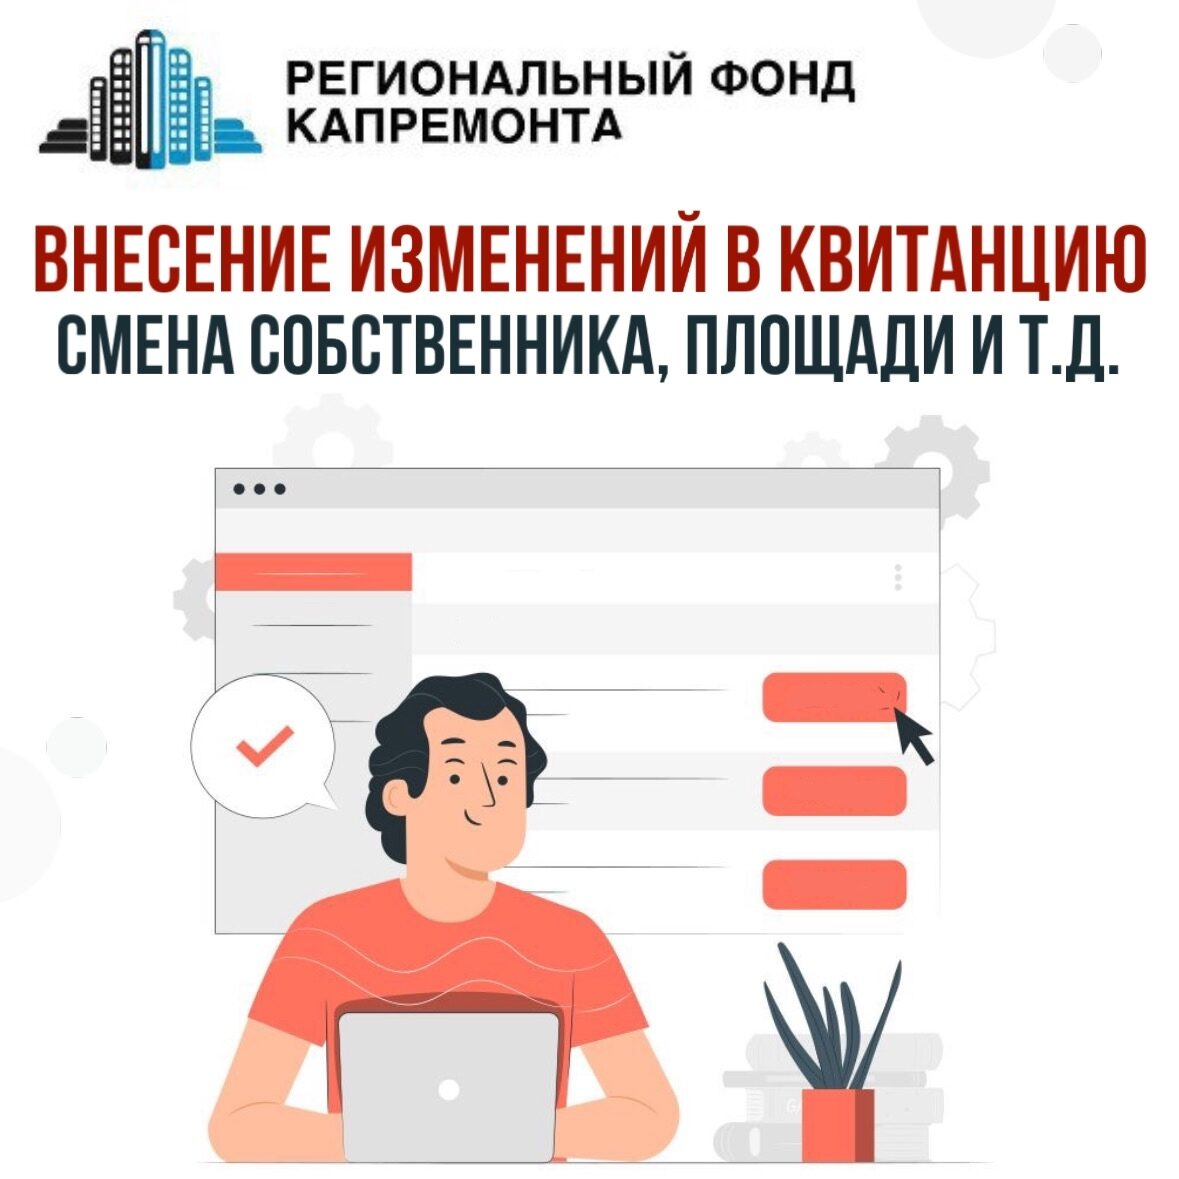 РЕГИОНАЛЬНЫЙ ФОНД
КАПРЕМОНТА
ВНЕСЕНИЕ ИЗМЕНЕНИЙ В КВИТАНЦИЮ
СМЕНА СОБСТВЕННИКА, ПЛОЩАДИ И Т.Д.